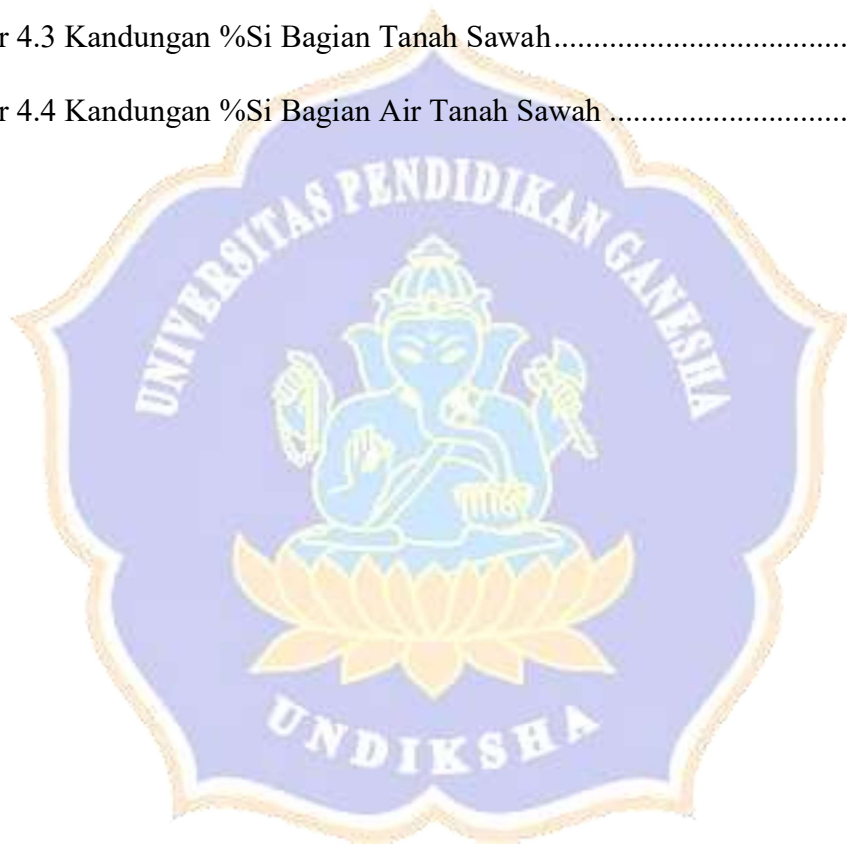 r 4.3 Kandungan %Si Bagian Tanah Sawah.....................................
r 4.4 Kandungan %Si Bagian Air Tanah Sawah ..............................
UNIVERSITAS PENDIDIKAN GANESHA
UNDIKSHA